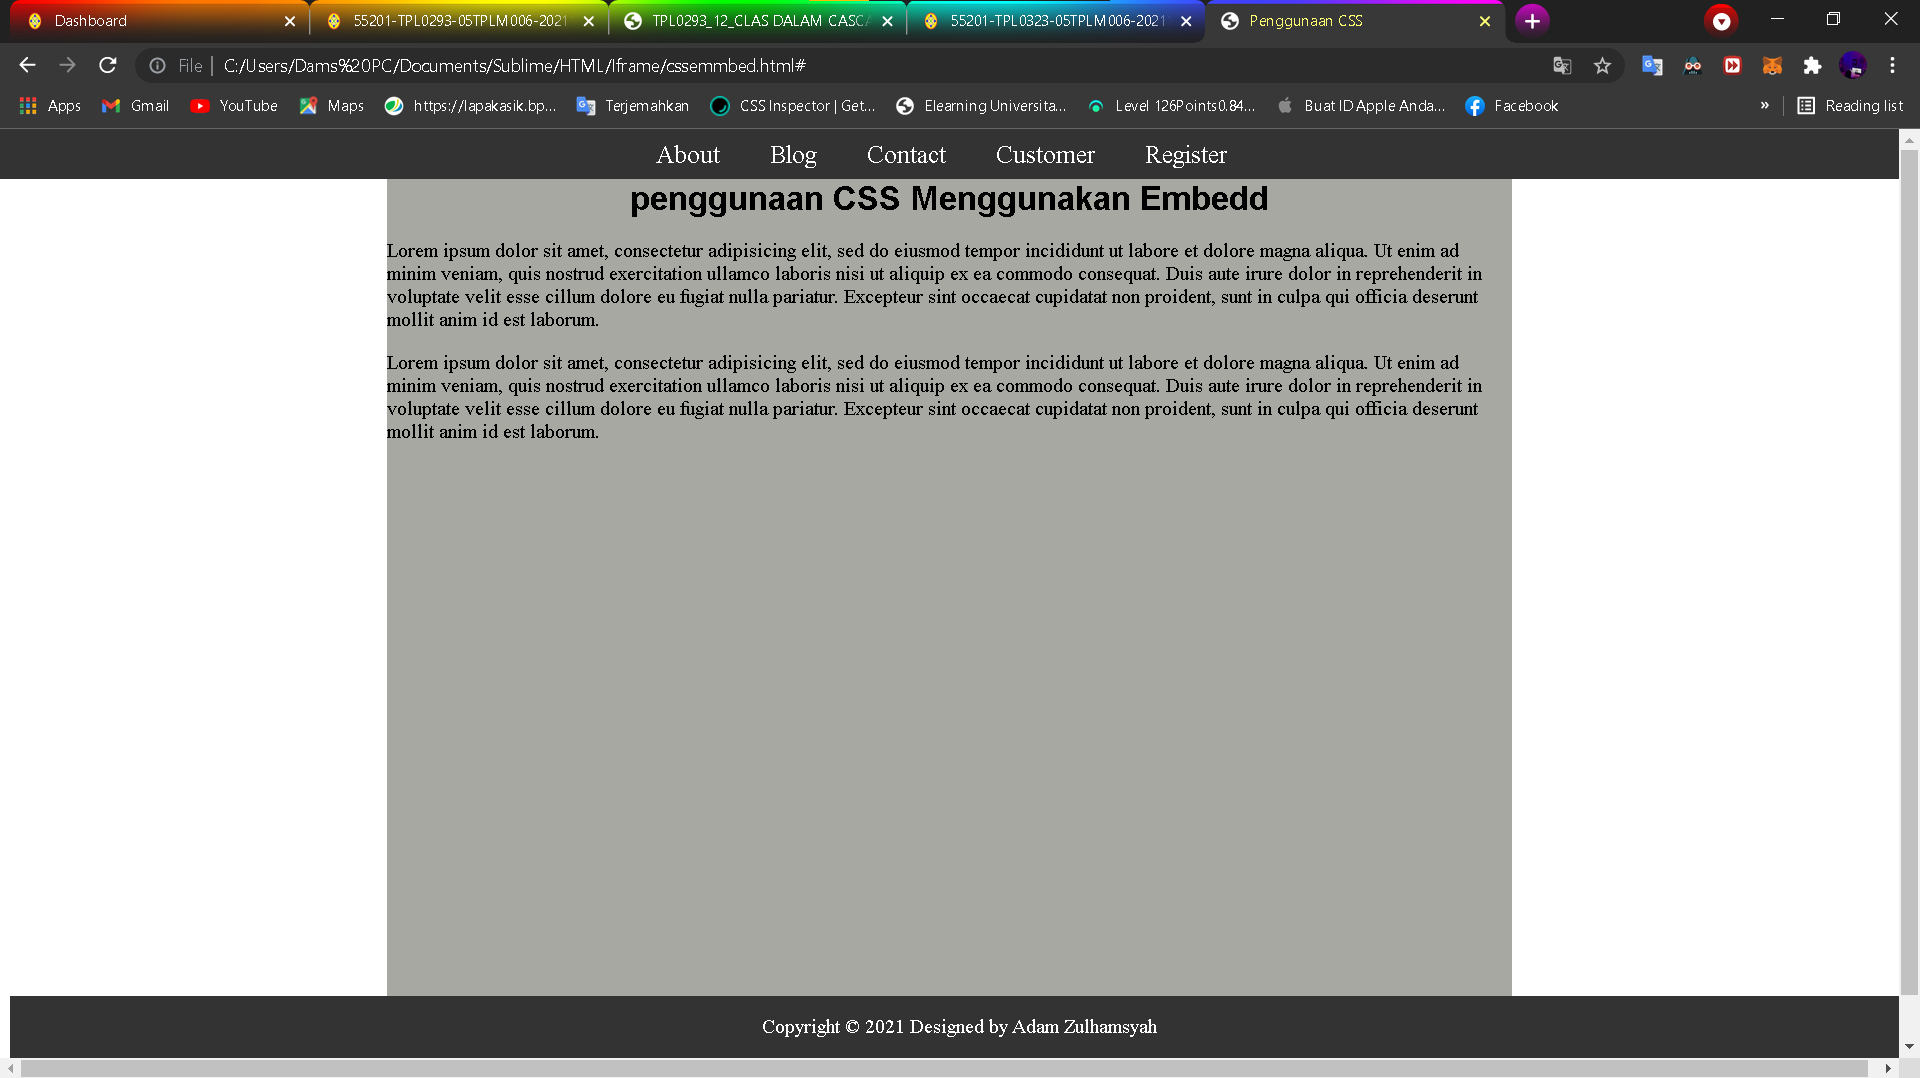 Dashboard
55201-TPL0293-05TPLM006-2021
TPL0293_12_CLAS DALAM CASCA
55201-TPL0323-05TPLM006-2021
Penggunaan CSS
File | C:/Users/Dams%20PC/Documents/Sublime/HTML/Iframe/cssemmbed.html#
Apps Gmail YouTube Maps https://lapakasik.bp... Terjemahkan CSS Inspector | Get... Elearning Universita... Level 126Points0.84... Buat ID Apple Anda... Facebook » Reading list
About Blog Contact Customer Register
penggunaan CSS Menggunakan Embedd
Lorem ipsum dolor sit amet, consectetur adipisicing elit, sed do eiusmod tempor incididunt ut labore et dolore magna aliqua. Ut enim ad
minim veniam, quis nostrud exercitation ullamco laboris nisi ut aliquip ex ea commodo consequat. Duis aute irure dolor in reprehenderit in
voluptate velit esse cillum dolore eu fugiat nulla pariatur. Excepteur sint occaecat cupidatat non proident, sunt in culpa qui officia deserunt
mollit anim id est laborum.
Lorem ipsum dolor sit amet, consectetur adipisicing elit, sed do eiusmod tempor incididunt ut labore et dolore magna aliqua. Ut enim ad
minim veniam, quis nostrud exercitation ullamco laboris nisi ut aliquip ex ea commodo consequat. Duis aute irure dolor in reprehenderit in
voluptate velit esse cillum dolore eu fugiat nulla pariatur. Excepteur sint occaecat cupidatat non proident, sunt in culpa qui officia deserunt
mollit anim id est laborum.
Copyright © 2021 Designed by Adam Zulhamsyah